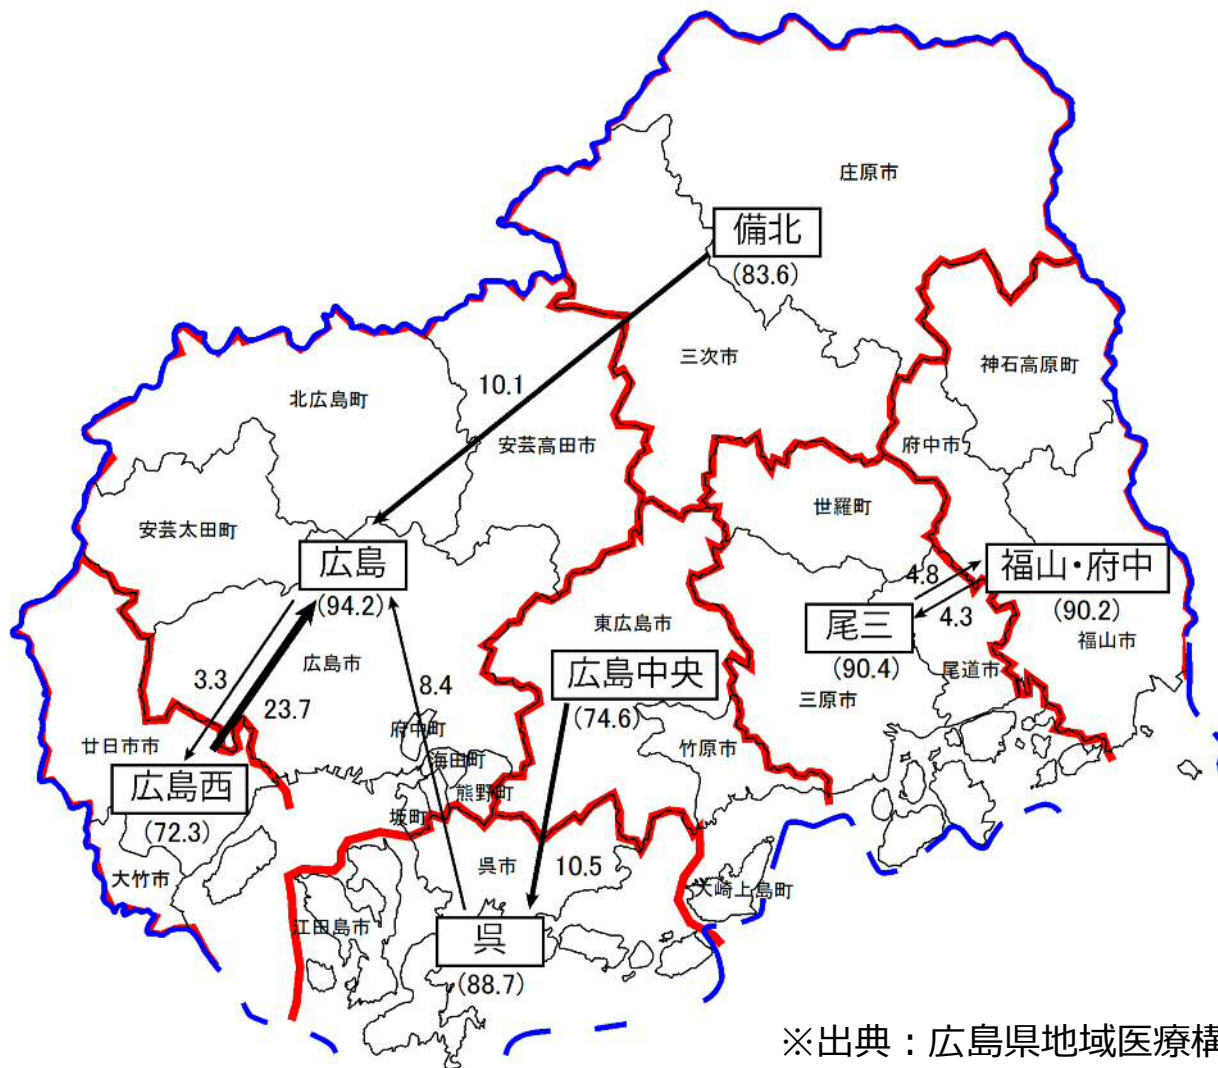 庄原市
備北
(83.6)
三次市
神石高原町
10.1
北広島町
安芸高田市
府中市
世羅町
安芸太田町
広島
(94.2)
4.8
福山・府中
(90.2)
4.3
尾三
(90.4)
福山市
東広島市
広島市
尾道市
三原市
広島中央
(74.6)
3.3
23.7
8.4
府中町
海田町
竹原市
廿日市市
広島西
(72.3)
熊野町
坂町
呉市
10.5
大竹市
大崎上島町
江田島市
呉
(88.7)
※出典：広島県地域医療構